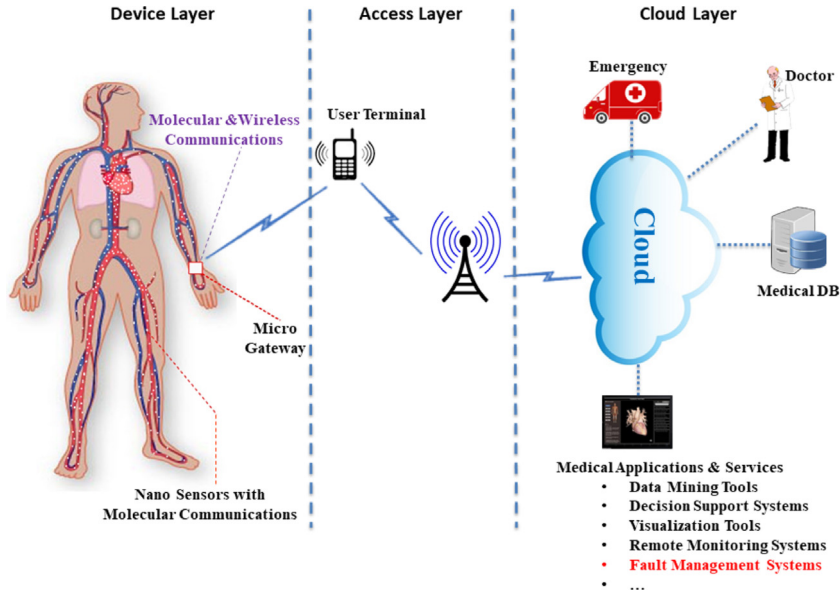 Device Layer
Access Layer
Cloud Layer
Molecular &Wireless
Communications
User Terminal
Emergency
Doctor
Cloud
Medical DB
Micro
Gateway
Nano Sensors with
Molecular Communications
Medical Applications & Services
• Data Mining Tools
• Decision Support Systems
• Visualization Tools
• Remote Monitoring Systems
• Fault Management Systems
• ...